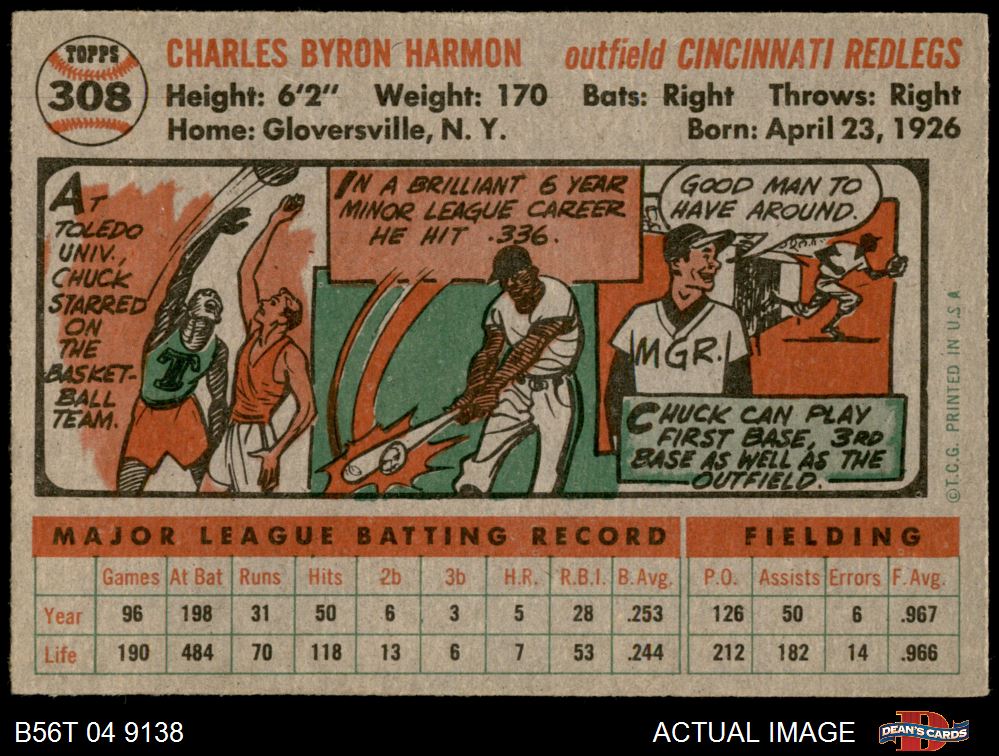 TOPPS
308
CHARLES BYRON HARMON outfield CINCINNATI REDLEGS
Height: 6'2" Weight: 170 Bats: Right Throws: Right
Home: Gloversville, N. Y. Born: April 23, 1926
AT
TOLEDO
UNIV.,
CHUCK
STARRED
ON
THE
BASKET-
BALL
TEAM.
T
IN A BRILLIANT 6 YEAR
MINOR LEAGUE CAREER
HE HIT .336.
GOOD MAN TO
HAVE AROUND.
MGR.
CHUCK CAN PLAY
FIRST BASE, 3RD
BASE AS WELL AS THE
OUTFIELD.
©T.C.G. PRINTED IN U.S.A
MAJOR LEAGUE BATTING RECORD FIELDING
Games At Bat Runs Hits 2b 3b H.R. R.B.I. B.Avg. P.O. Assists Errors F.Avg.
Year 96 198 31 50 6 3 5 28 .253 126 50 6 .967
Life 190 484 70 118 13 6 7 53 .244 212 182 14 .966
B56T 04 9138 ACTUAL IMAGE
D
DEAN'S CARDS